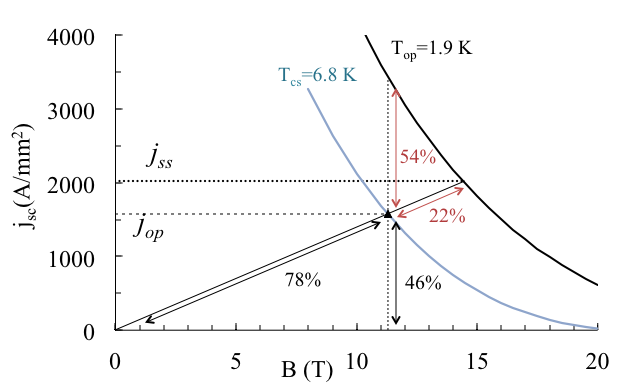 4000
T_op=1.9 K
T_cs=6.8 K
3000
j_sc(A/mm²)
j_ss
54%
2000
22%
j_op
1000
78%
46%
0
0 5 10 15 20
B (T)